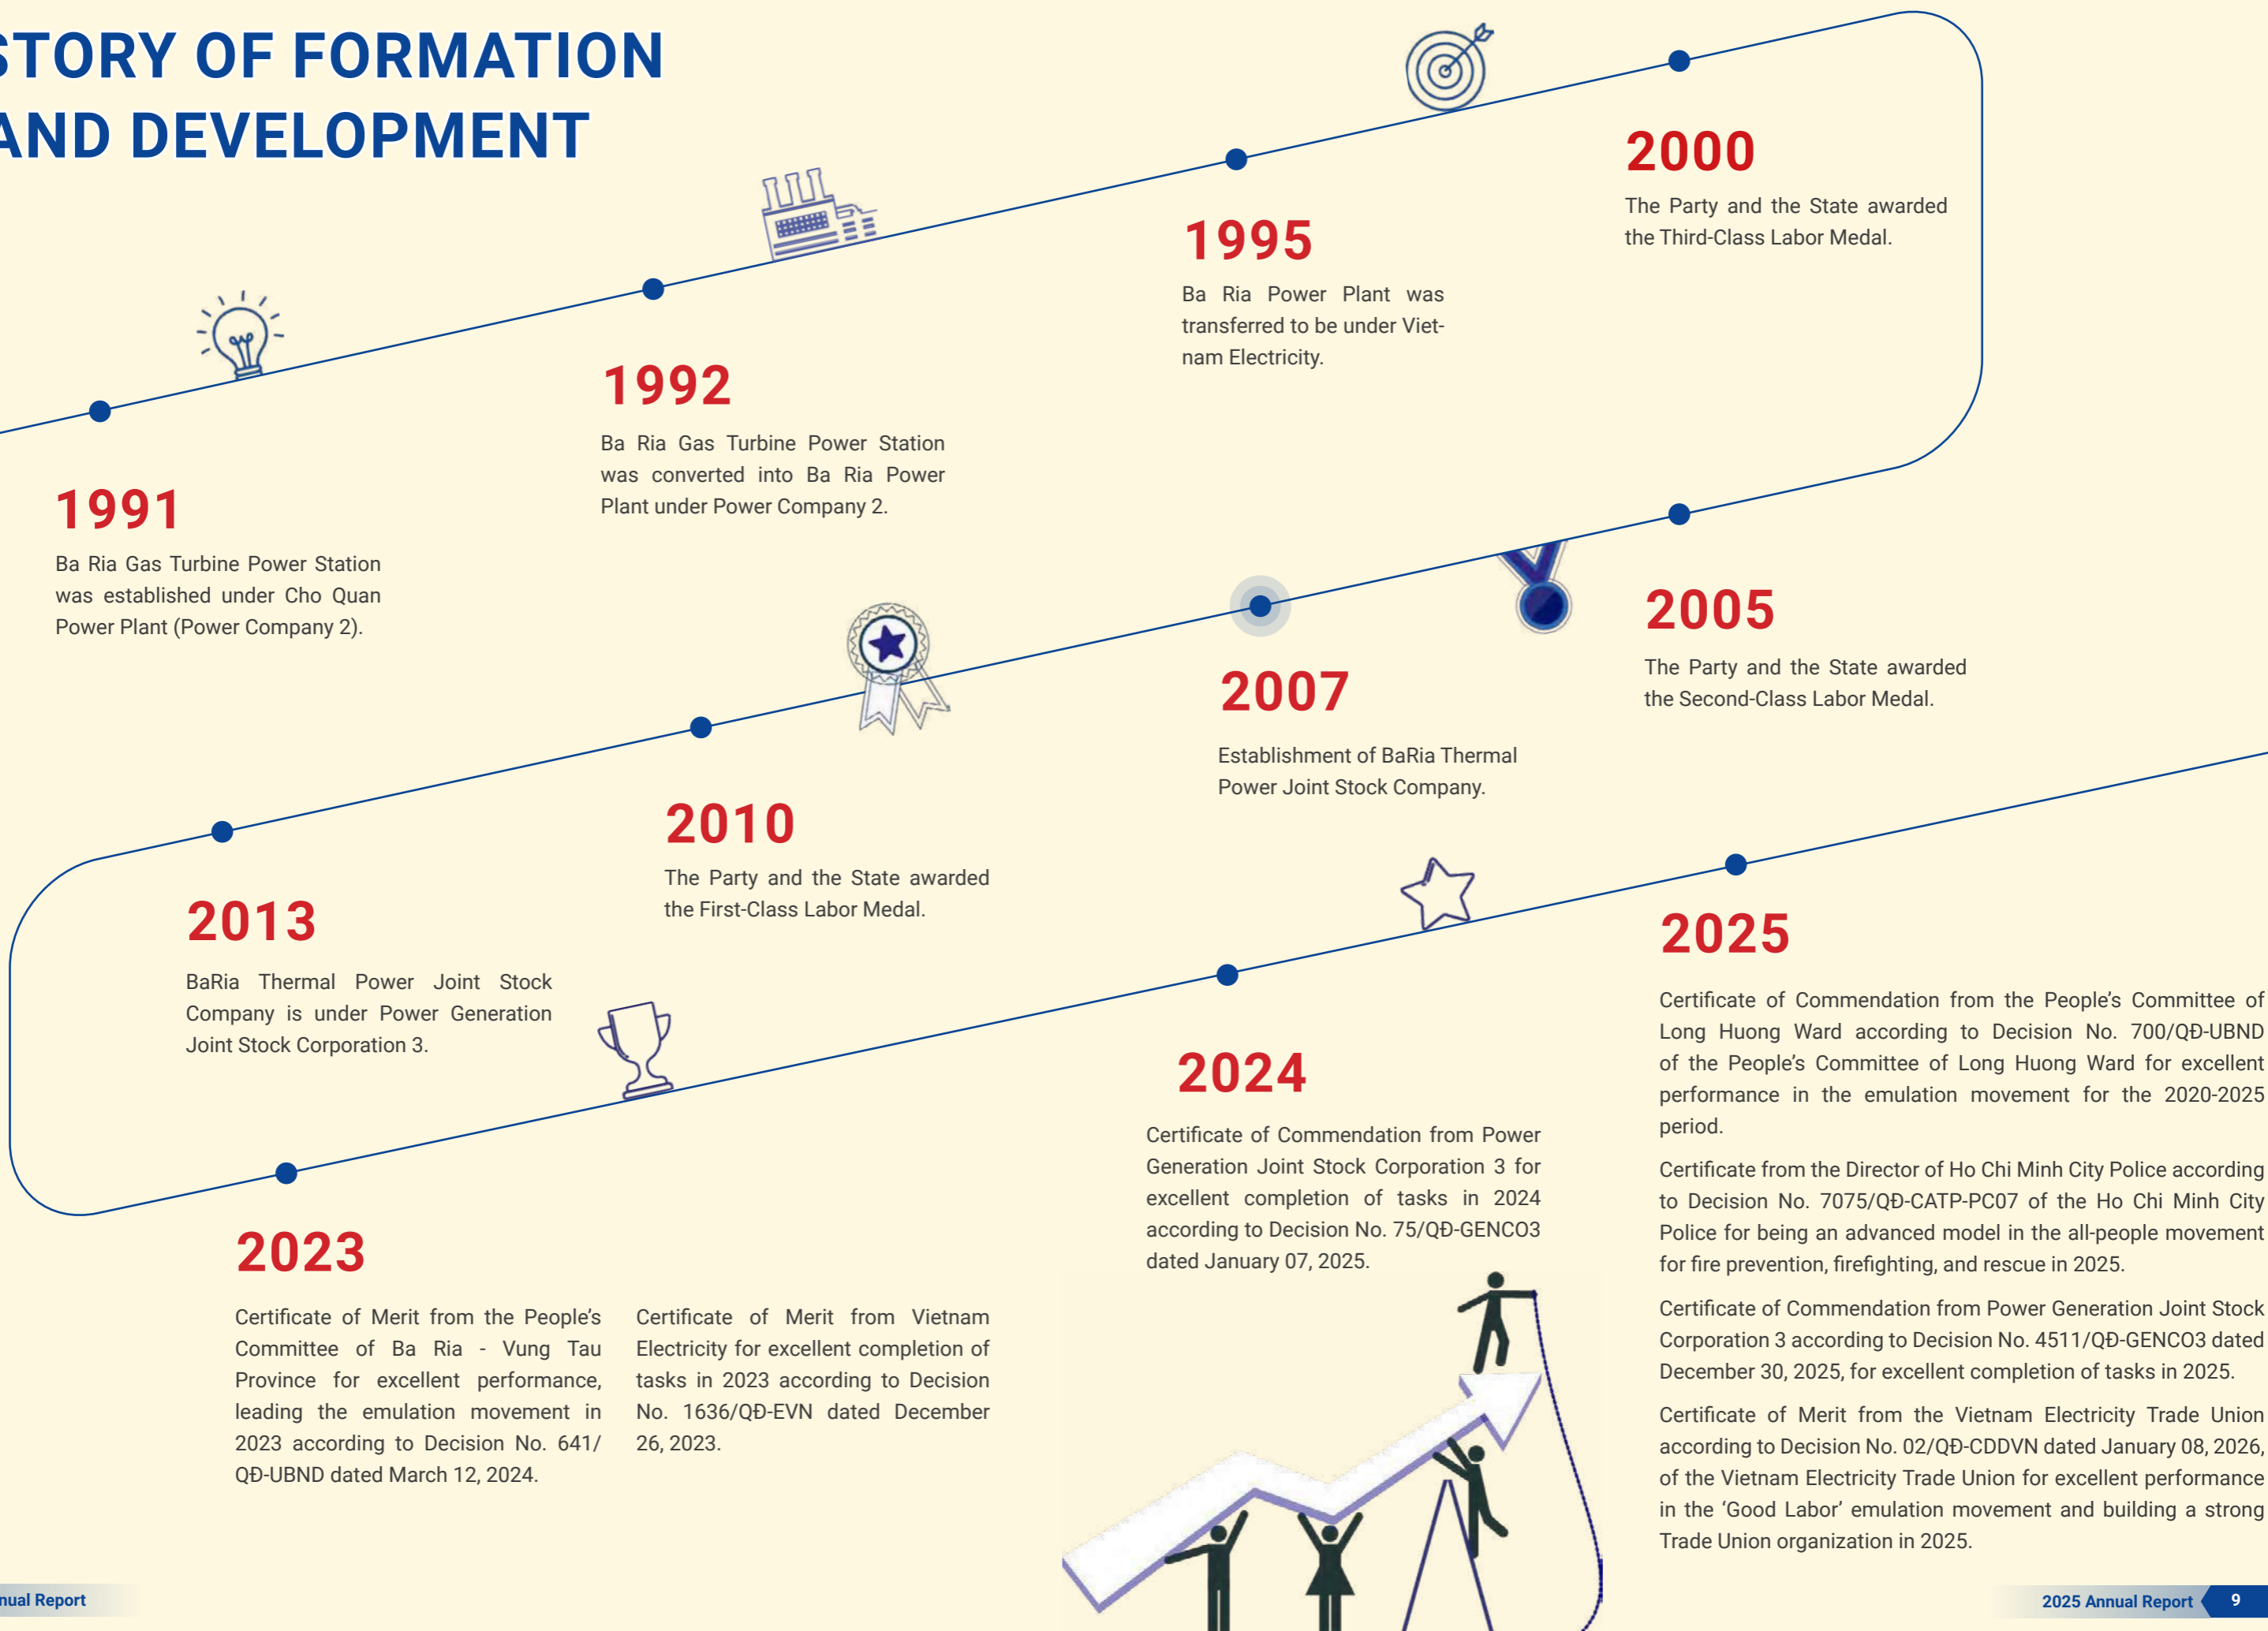 STORY OF FORMATION
AND DEVELOPMENT
1991
Ba Ria Gas Turbine Power Station
was established under Cho Quan
Power Plant (Power Company 2).
1992
Ba Ria Gas Turbine Power Station
was converted into Ba Ria Power
Plant under Power Company 2.
1995
Ba Ria Power Plant was
transferred to be under Viet-
nam Electricity.
2000
The Party and the State awarded
the Third-Class Labor Medal.
2005
The Party and the State awarded
the Second-Class Labor Medal.
2007
Establishment of BaRia Thermal
Power Joint Stock Company.
2010
The Party and the State awarded
the First-Class Labor Medal.
2013
BaRia Thermal Power Joint Stock
Company is under Power Generation
Joint Stock Corporation 3.
2023
Certificate of Merit from the People's
Committee of Ba Ria - Vung Tau
Province for excellent performance,
leading the emulation movement in
2023 according to Decision No. 641/
QĐ-UBND dated March 12, 2024.
Certificate of Merit from Vietnam
Electricity for excellent completion of
tasks in 2023 according to Decision
No. 1636/QĐ-EVN dated December
26, 2023.
2024
Certificate of Commendation from Power
Generation Joint Stock Corporation 3 for
excellent completion of tasks in 2024
according to Decision No. 75/QĐ-GENCO3
dated January 07, 2025.
2025
Certificate of Commendation from the People's Committee of
Long Huong Ward according to Decision No. 700/QĐ-UBND
of the People's Committee of Long Huong Ward for excellent
performance in the emulation movement for the 2020-2025
period.
Certificate from the Director of Ho Chi Minh City Police according
to Decision No. 7075/QĐ-CATP-PC07 of the Ho Chi Minh City
Police for being an advanced model in the all-people movement
for fire prevention, firefighting, and rescue in 2025.
Certificate of Commendation from Power Generation Joint Stock
Corporation 3 according to Decision No. 4511/QĐ-GENCO3 dated
December 30, 2025, for excellent completion of tasks in 2025.
Certificate of Merit from the Vietnam Electricity Trade Union
according to Decision No. 02/QĐ-CDDVN dated January 08, 2026,
of the Vietnam Electricity Trade Union for excellent performance
in the ‘Good Labor’ emulation movement and building a strong
Trade Union organization in 2025.
nual Report
2025 Annual Report 9